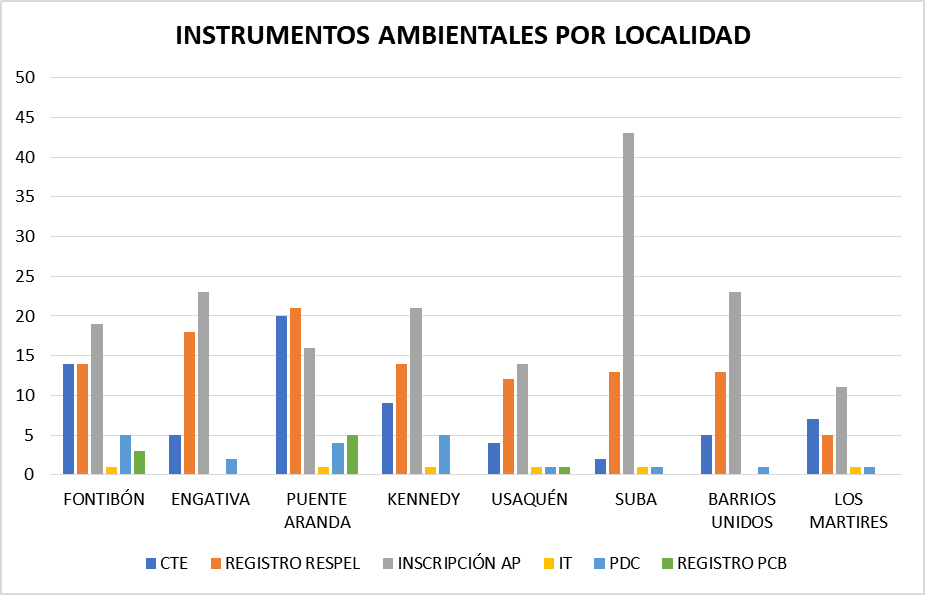 INSTRUMENTOS AMBIENTALES POR LOCALIDAD
50
45
40
35
30
25
20
15
10
5
0
FONTIBÓN ENGATIVA PUENTE KENNEDY USAQUÉN SUBA BARRIOS LOS
ARANDA UNIDOS MARTIRES
CTE REGISTRO RESPEL INSCRIPCIÓN AP IT PDC REGISTRO PCB